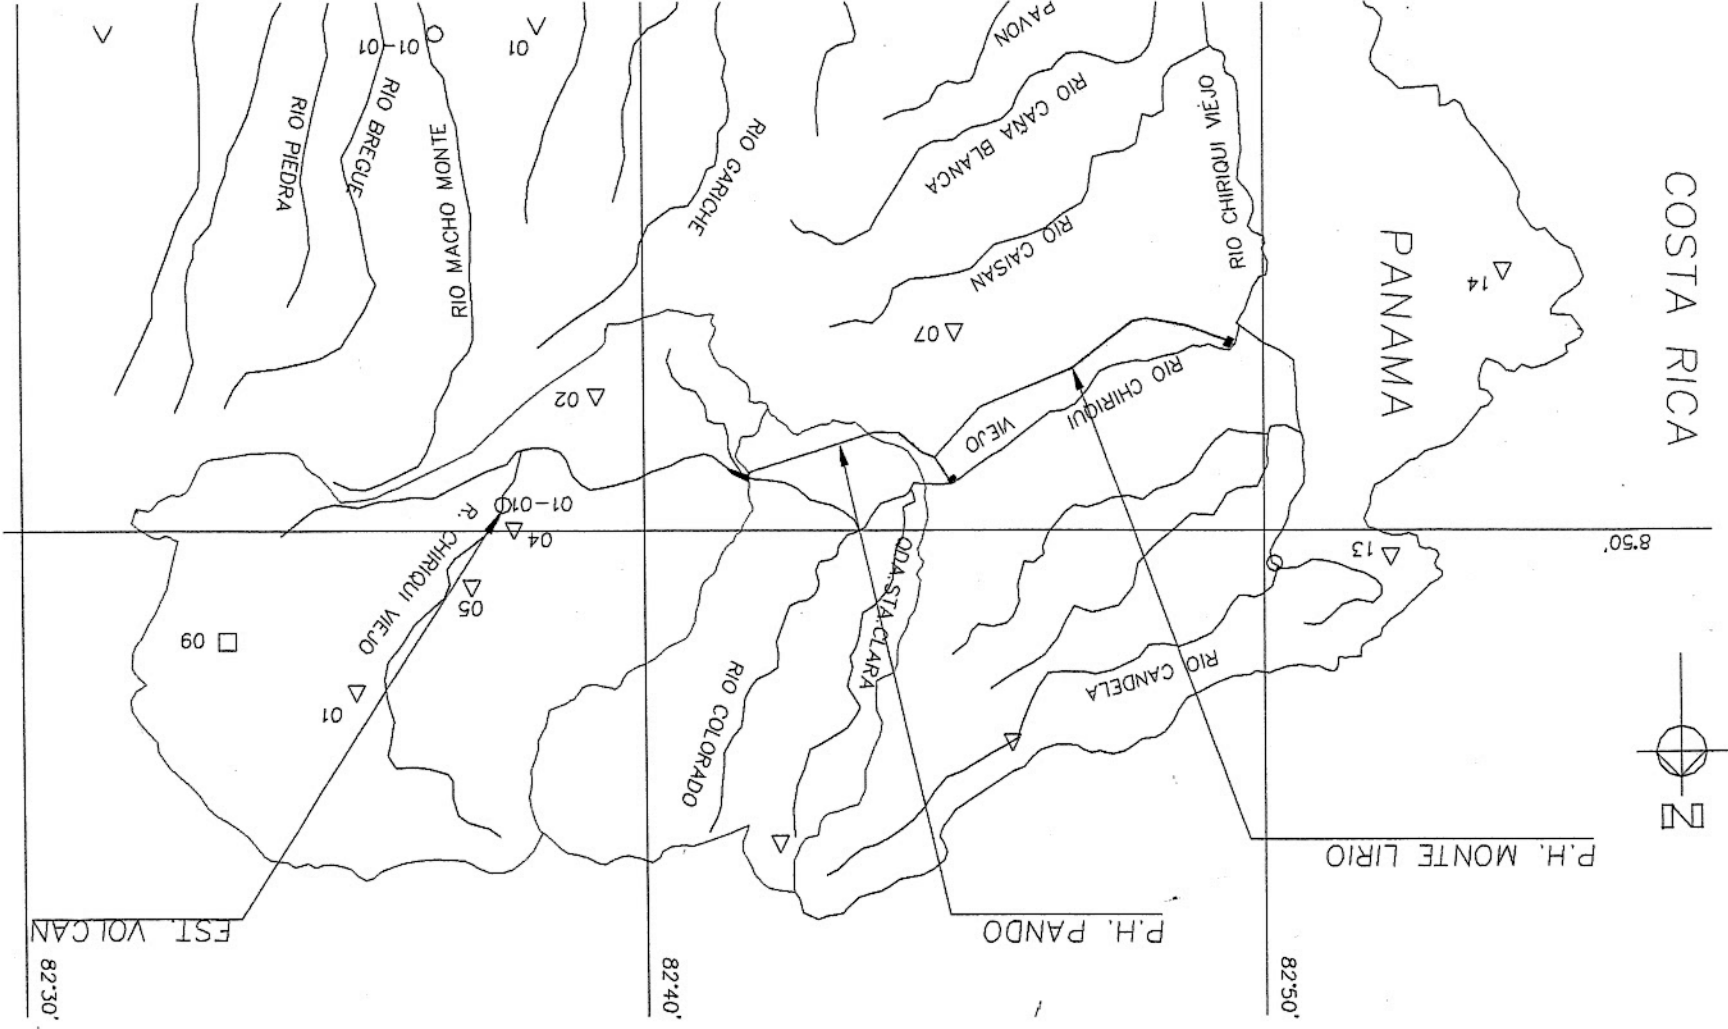 82°50'
82°40'
82°30'
P.H. PANDO
EST. VOLCAN
P.H. MONTE LIRIO
N
RIO COLORADO
01
RIO CANDELA
QDA. STA. CLARA
09
05
R. CHIRIQUI VIEJO
13
8°50'
04
01-01
RIO CHIRIQUI
VIEJO
02
PANAMA
COSTA RICA
07
14
RIO CAISAN
RIO CHIRIQUI VIEJO
RIO GARICHE
RIO MACHO MONTE
RIO CAÑA BLANCA
RIO BREGUE
RIO PIEDRA
01-01
01
PAVON